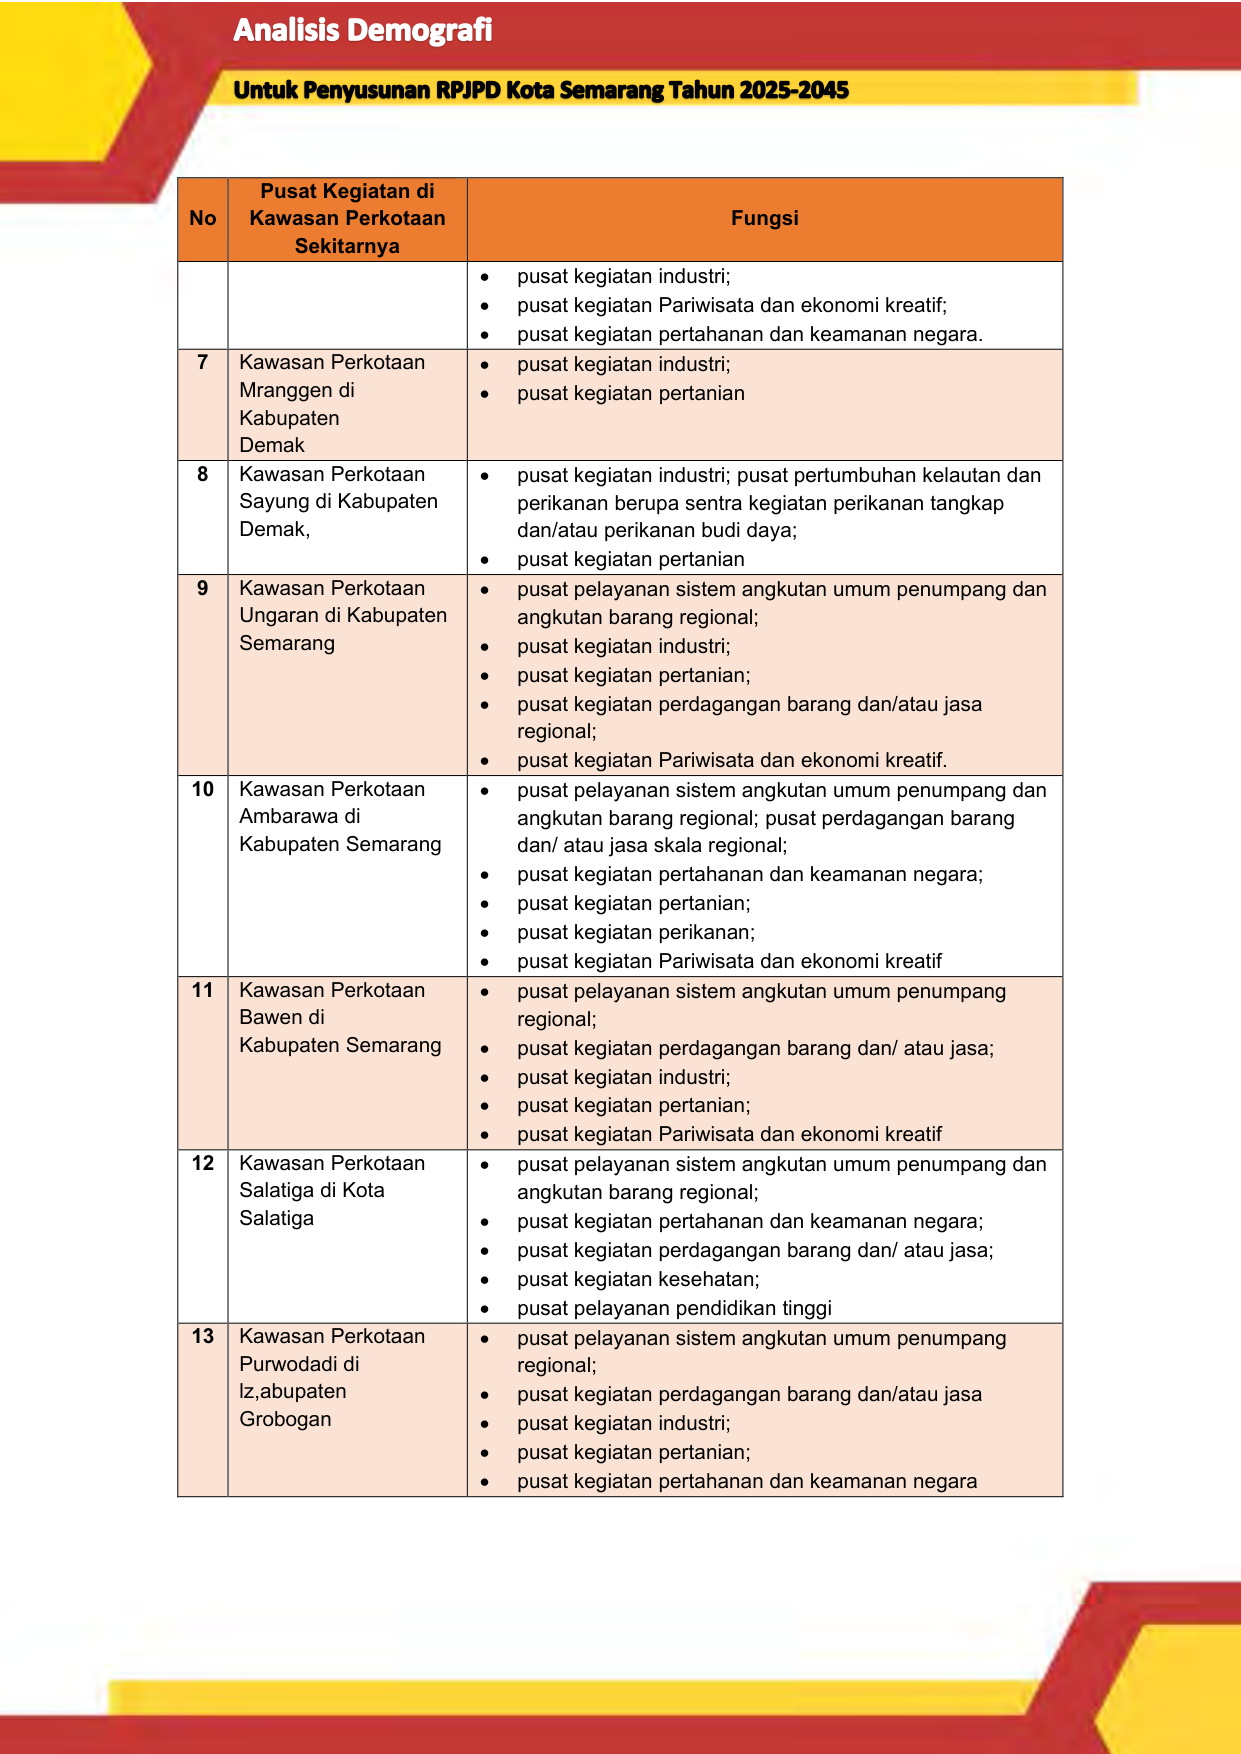 Analisis Demografi
Untuk Penyusunan RPJPD Kota Semarang Tahun 2025-2045
No
Pusat Kegiatan di
Kawasan Perkotaan
Sekitarnya
Fungsi
• pusat kegiatan industri;
• pusat kegiatan Pariwisata dan ekonomi kreatif;
• pusat kegiatan pertahanan dan keamanan negara.
7
Kawasan Perkotaan
Mranggen di
Kabupaten
Demak
• pusat kegiatan industri;
• pusat kegiatan pertanian
8
Kawasan Perkotaan
Sayung di Kabupaten
Demak,
• pusat kegiatan industri; pusat pertumbuhan kelautan dan
perikanan berupa sentra kegiatan perikanan tangkap
dan/atau perikanan budi daya;
• pusat kegiatan pertanian
9
Kawasan Perkotaan
Ungaran di Kabupaten
Semarang
• pusat pelayanan sistem angkutan umum penumpang dan
angkutan barang regional;
• pusat kegiatan industri;
• pusat kegiatan pertanian;
• pusat kegiatan perdagangan barang dan/atau jasa
regional;
• pusat kegiatan Pariwisata dan ekonomi kreatif.
10
Kawasan Perkotaan
Ambarawa di
Kabupaten Semarang
• pusat pelayanan sistem angkutan umum penumpang dan
angkutan barang regional; pusat perdagangan barang
dan/ atau jasa skala regional;
• pusat kegiatan pertahanan dan keamanan negara;
• pusat kegiatan pertanian;
• pusat kegiatan perikanan;
• pusat kegiatan Pariwisata dan ekonomi kreatif
11
Kawasan Perkotaan
Bawen di
Kabupaten Semarang
• pusat pelayanan sistem angkutan umum penumpang
regional;
• pusat kegiatan perdagangan barang dan/ atau jasa;
• pusat kegiatan industri;
• pusat kegiatan pertanian;
• pusat kegiatan Pariwisata dan ekonomi kreatif
12
Kawasan Perkotaan
Salatiga di Kota
Salatiga
• pusat pelayanan sistem angkutan umum penumpang dan
angkutan barang regional;
• pusat kegiatan pertahanan dan keamanan negara;
• pusat kegiatan perdagangan barang dan/ atau jasa;
• pusat kegiatan kesehatan;
• pusat pelayanan pendidikan tinggi
13
Kawasan Perkotaan
Purwodadi di
lz,abupaten
Grobogan
• pusat pelayanan sistem angkutan umum penumpang
regional;
• pusat kegiatan perdagangan barang dan/atau jasa
• pusat kegiatan industri;
• pusat kegiatan pertanian;
• pusat kegiatan pertahanan dan keamanan negara